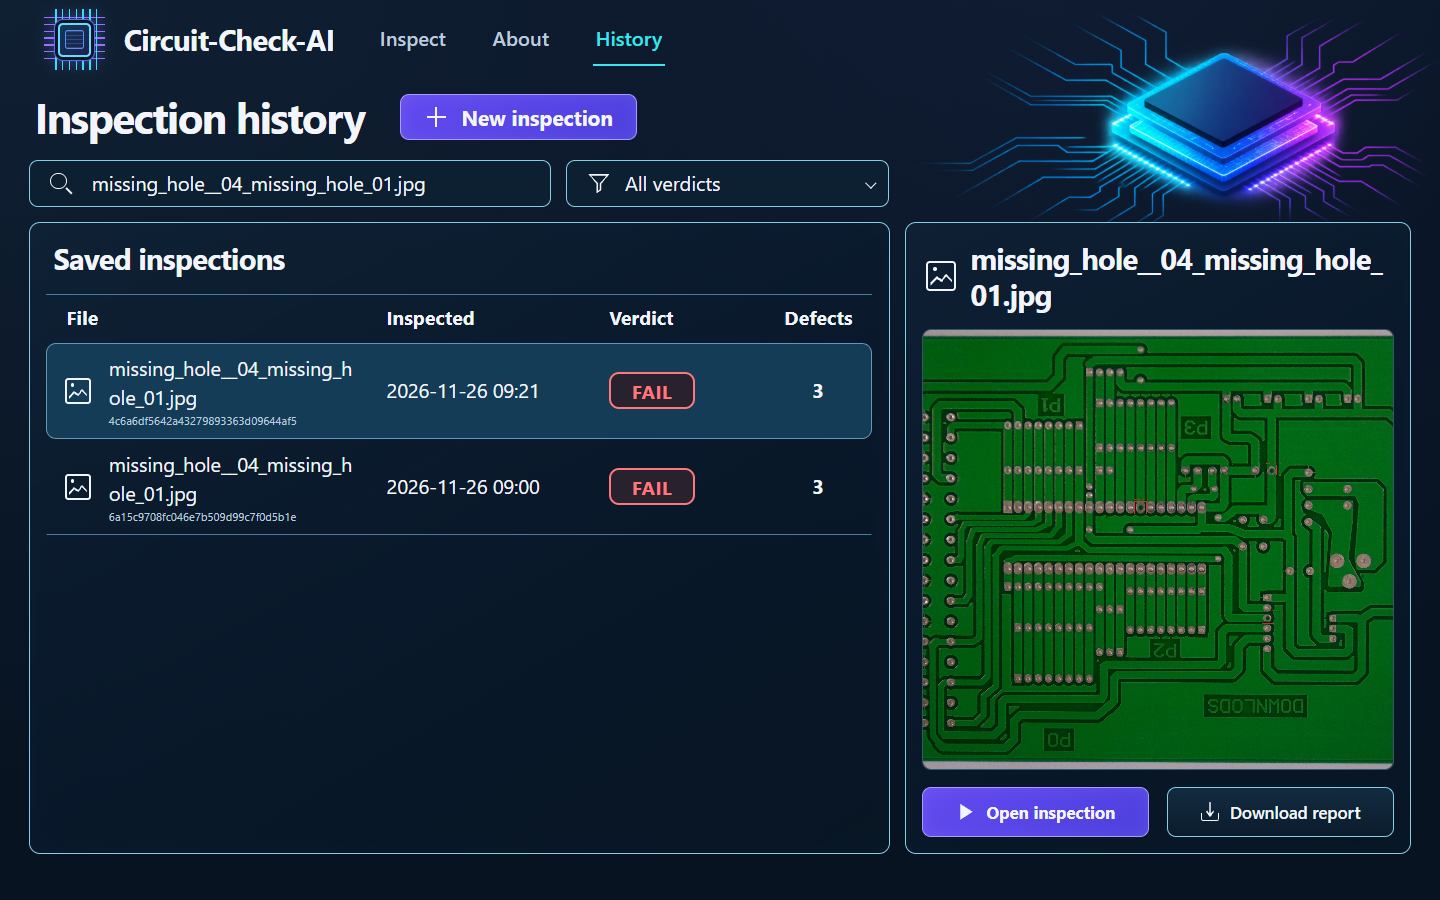 Circuit-Check-AI
Inspect
About
History
Inspection history
New inspection
missing_hole__04_missing_hole_01.jpg
All verdicts
Saved inspections
File
Inspected
Verdict
Defects
missing_hole__04_missing_h
ole_01.jpg
4c6a6df5642a43279893363d09644af5
2026-11-26 09:21
FAIL
3
missing_hole__04_missing_h
ole_01.jpg
6a15c9708fc046e7b509d99c7f0d5b1e
2026-11-26 09:00
FAIL
3
missing_hole__04_missing_hole_
01.jpg
P1
P3
P2
DOWNLODS
P0
Open inspection
Download report